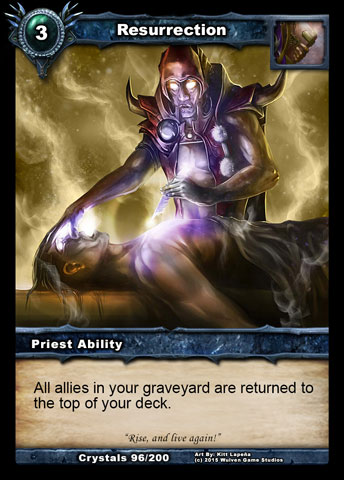 3
Resurrection
Priest Ability
All allies in your graveyard are returned to
the top of your deck.
"Rise, and live again!"
Crystals 96/200
Art By: Kitt Lapeña
(c) 2015 Wulven Game Studios